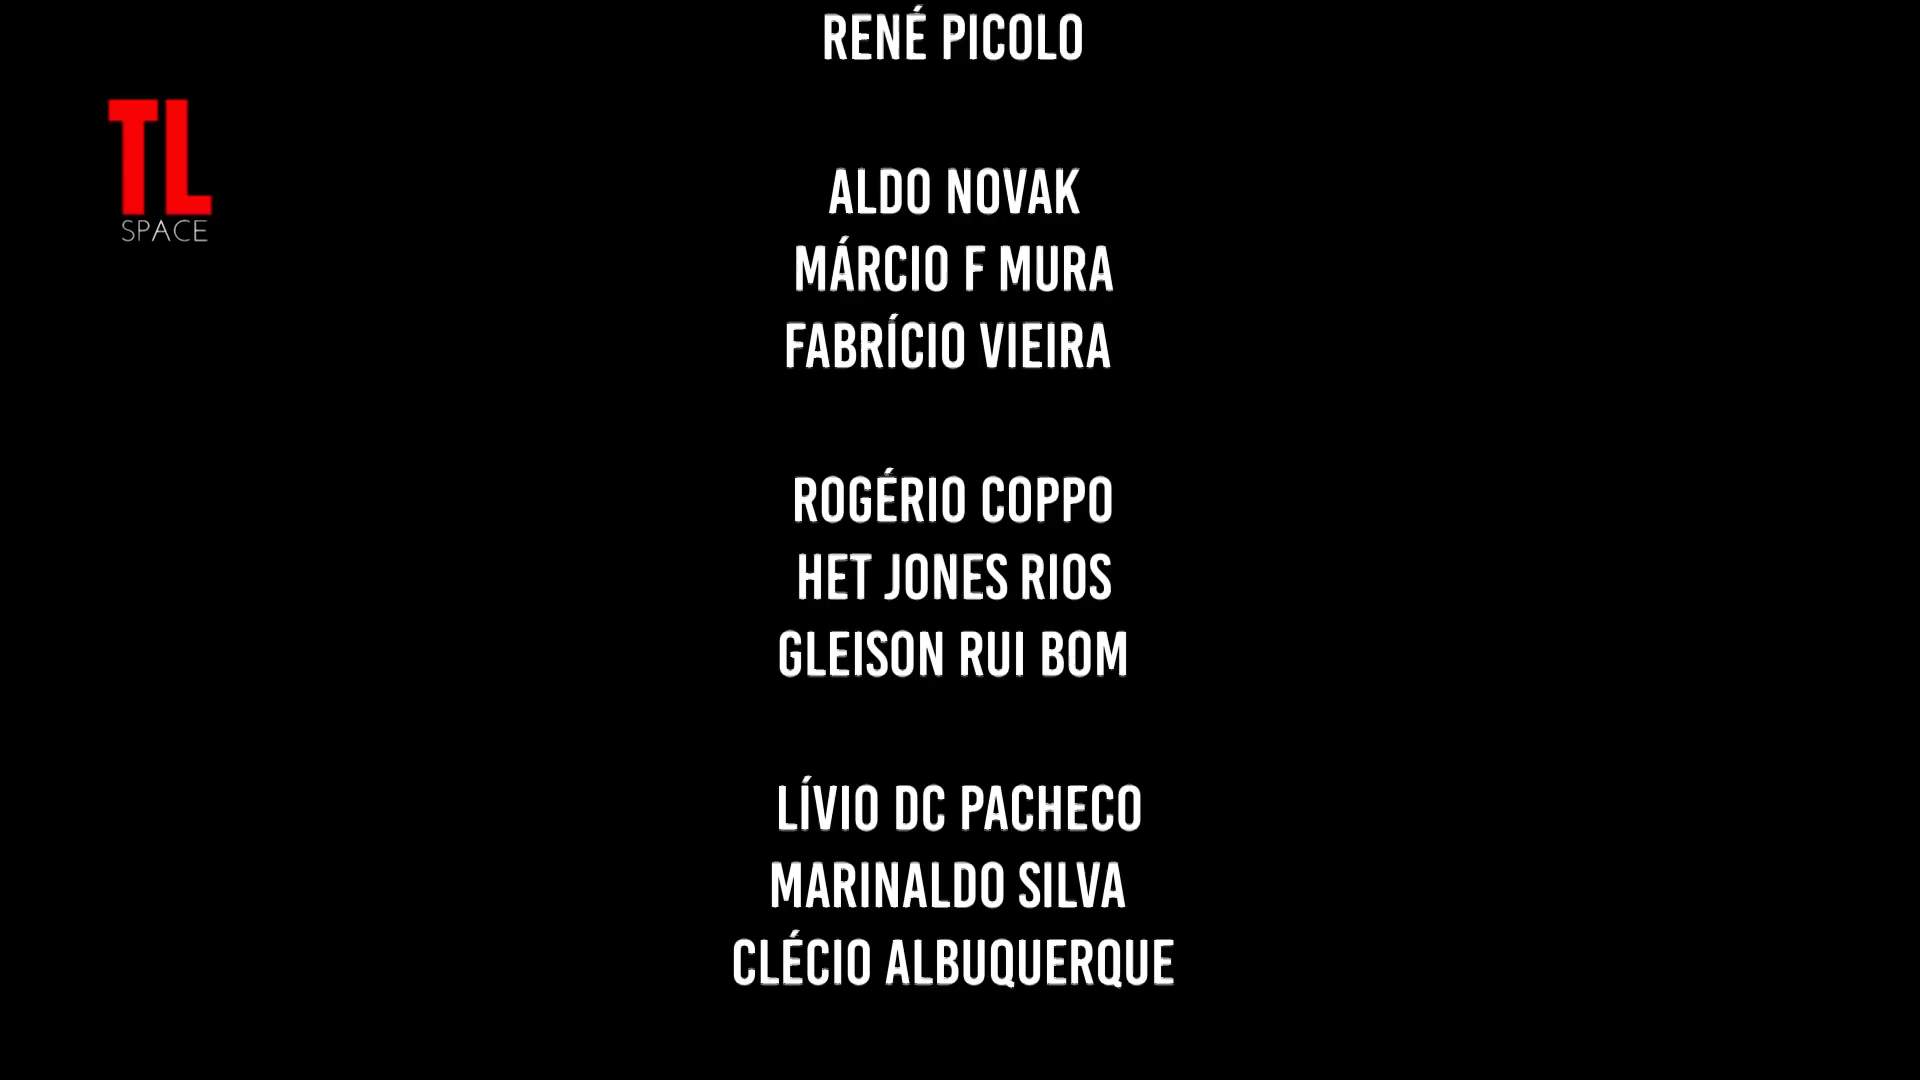 RENÉ PICOLO
TL
SPACE
ALDO NOVAK
MÁRCIO F MURA
FABRÍCIO VIEIRA
ROGÉRIO COPPO
HET JONES RIOS
GLEISON RUI BOM
LÍVIO DC PACHECO
MARINALDO SILVA
CLÉCIO ALBUQUERQUE